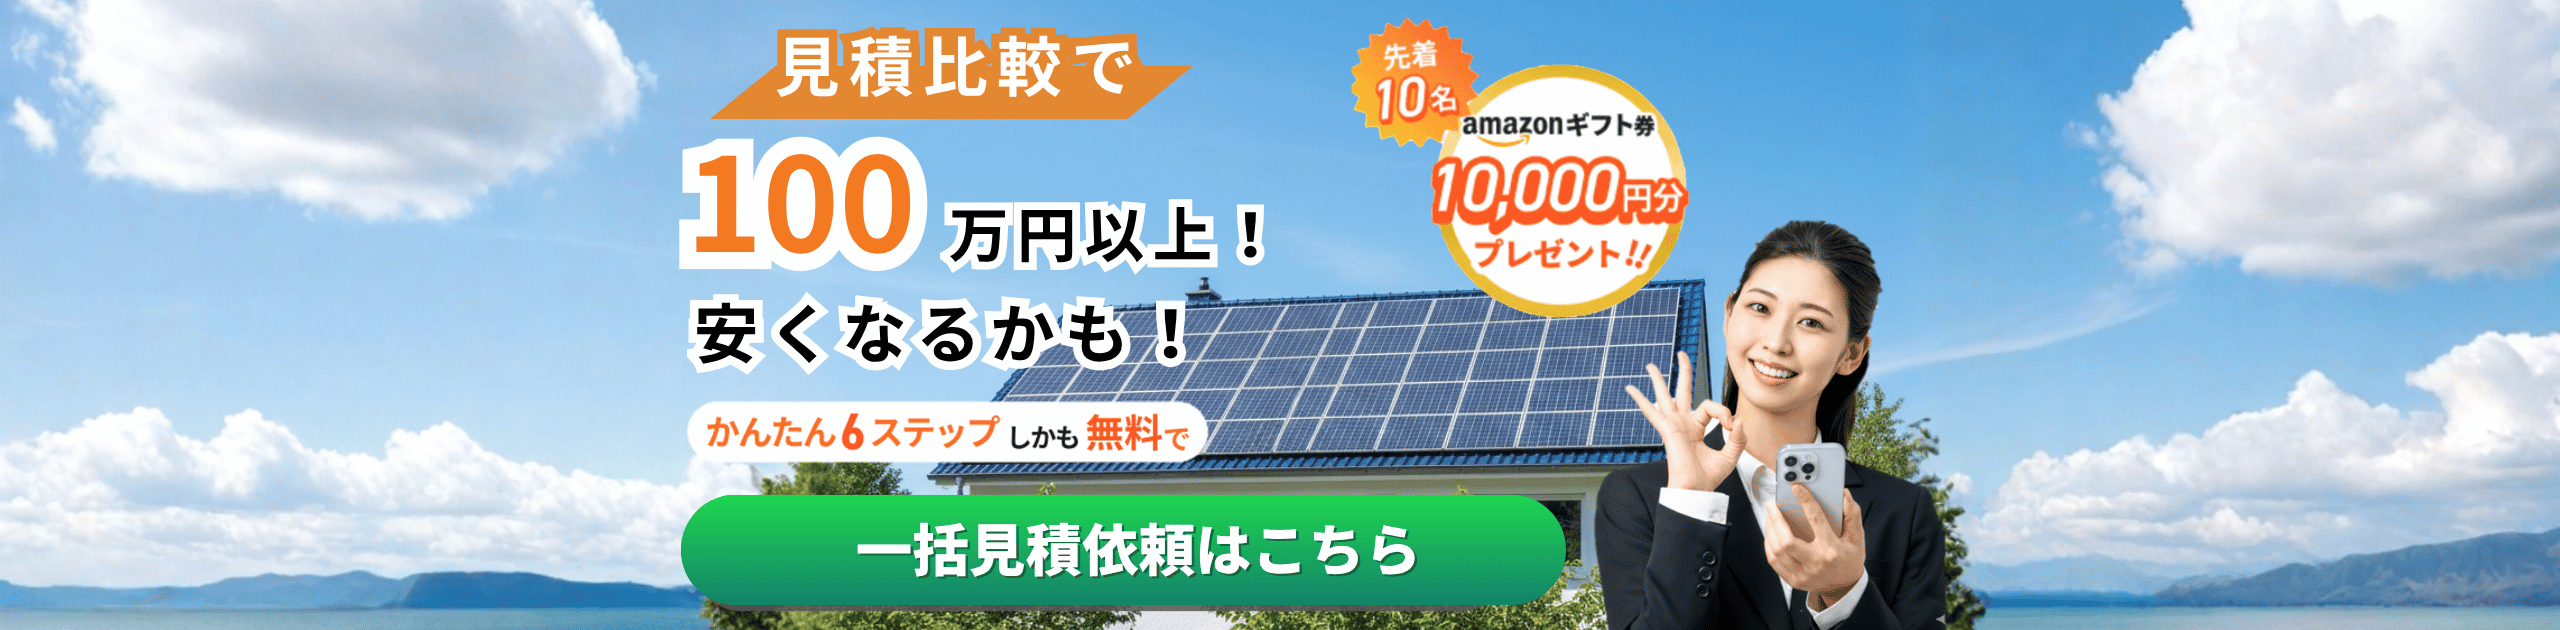 見積比較で
100万円以上！
安くなるかも！
かんたん6ステップしかも無料で
一括見積依頼はこちら
先着
10名
amazonギフト券
10,000円分
プレゼント!!